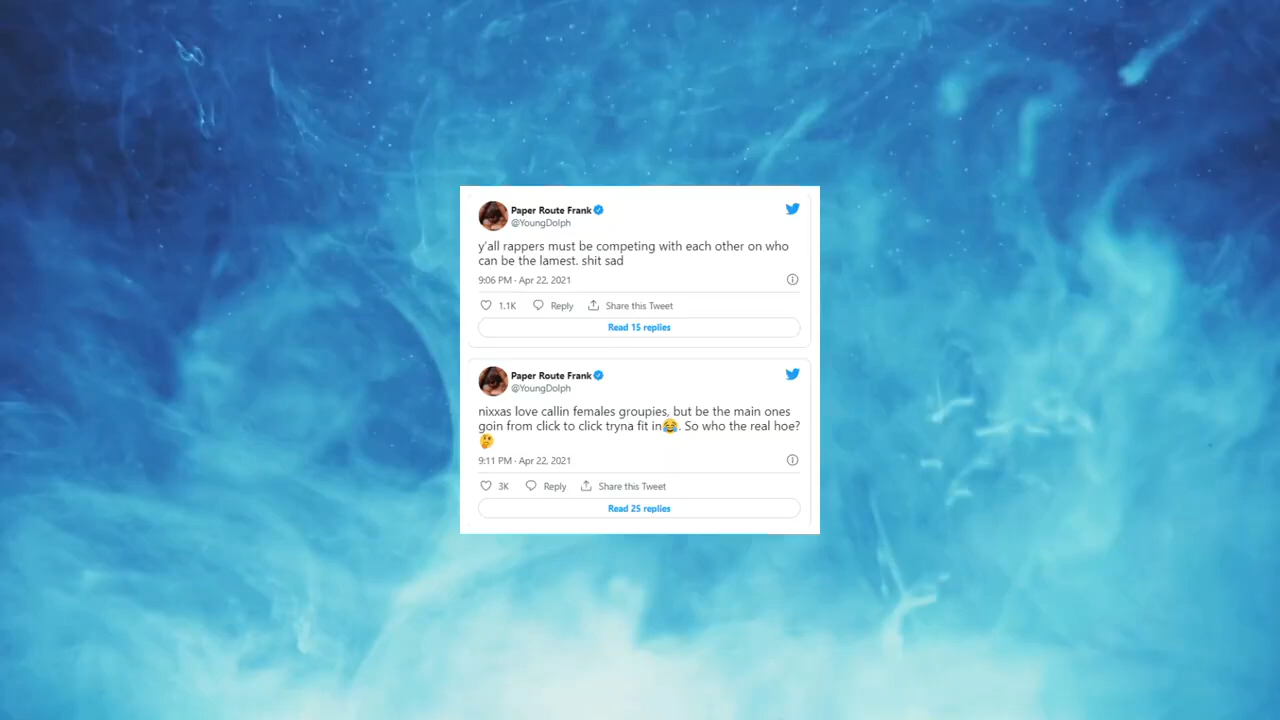 Paper Route Frank
@YoungDolph
y'all rappers must be competing with each other on who
can be the lamest. shit sad
9:06 PM · Apr 22, 2021
1.1K Reply Share this Tweet
Read 15 replies
Paper Route Frank
@YoungDolph
nixxas love callin females groupies, but be the main ones
goin from click to click tryna fit in😂. So who the real hoe?
🤔
9:11 PM · Apr 22, 2021
3K Reply Share this Tweet
Read 25 replies